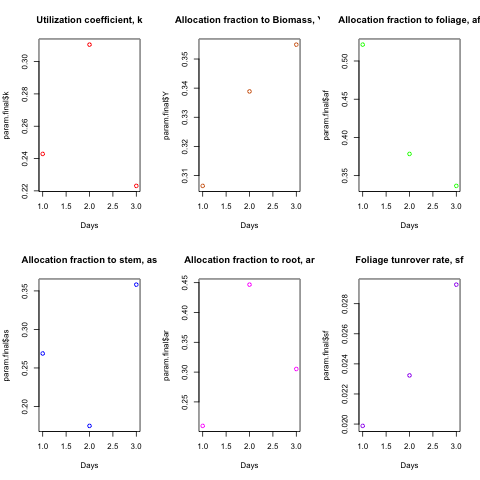 Utilization coefficient, k
Allocation fraction to Biomass,
Allocation fraction to foliage, af
param.final$k
0.22 0.24 0.26 0.28 0.30
1.0 1.5 2.0 2.5 3.0
Days
param.final$Y
0.31 0.32 0.33 0.34 0.35
1.0 1.5 2.0 2.5 3.0
Days
param.final$af
0.35 0.40 0.45 0.50
1.0 1.5 2.0 2.5 3.0
Days
Allocation fraction to stem, as
Allocation fraction to root, ar
Foliage tunrover rate, sf
param.final$as
0.20 0.25 0.30 0.35
1.0 1.5 2.0 2.5 3.0
Days
param.final$ar
0.25 0.30 0.35 0.40 0.45
1.0 1.5 2.0 2.5 3.0
Days
param.final$sf
0.020 0.022 0.024 0.026 0.028
1.0 1.5 2.0 2.5 3.0
Days